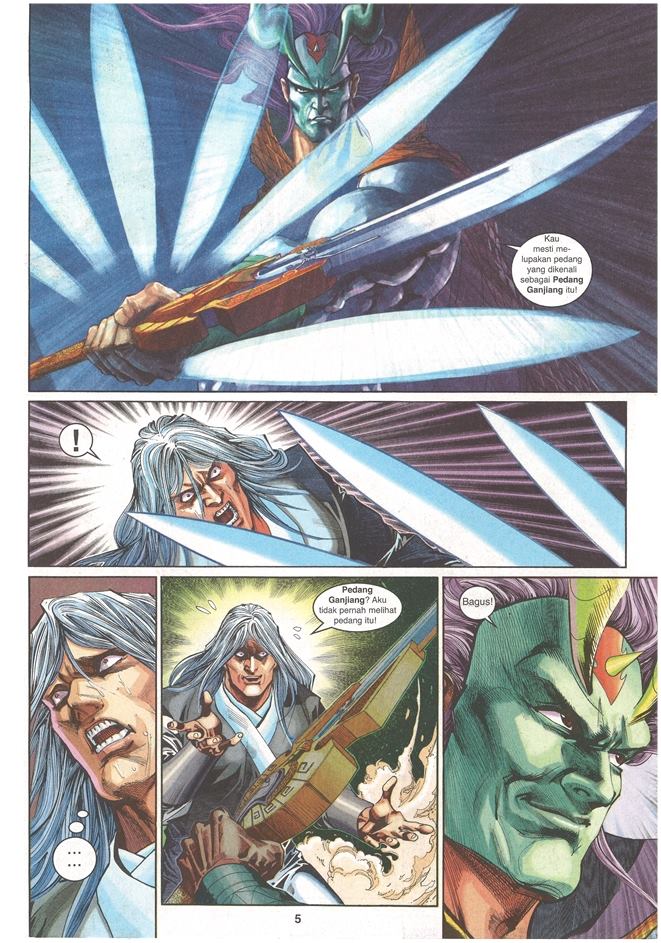 Kau
mesti me-
lupakan pedang
yang dikenali
sebagai Pedang
Ganjiang itu!
!
Pedang
Ganjiang? Aku
tidak pernah melihat
pedang itu!
Bagus!
...
...
5